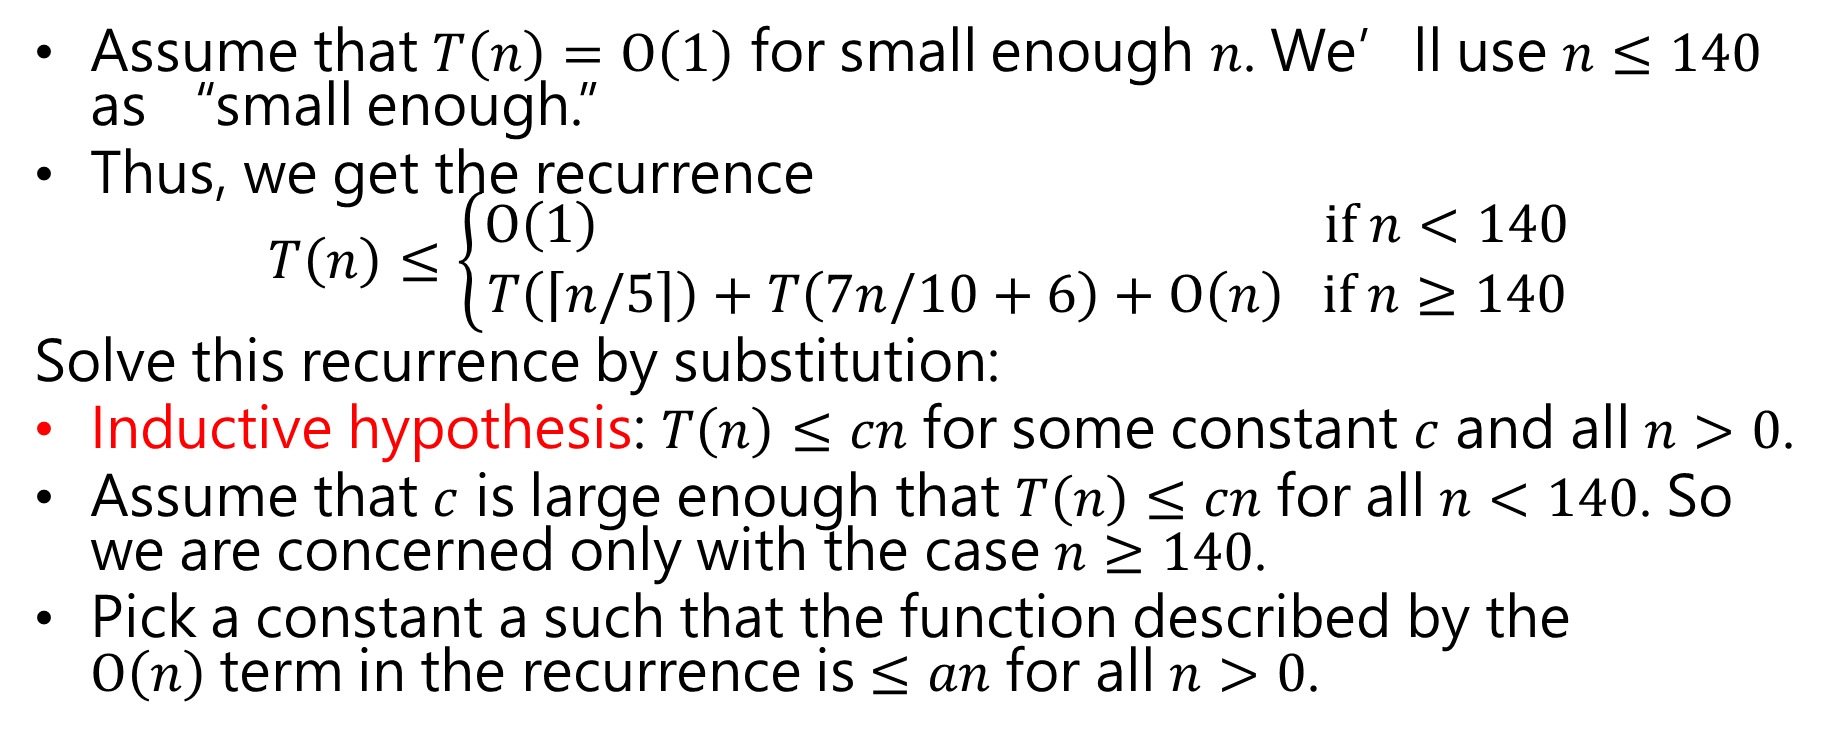 • Assume that T(n) = O(1) for small enough n. We’ ll use n ≤ 140
as “small enough.”
• Thus, we get the recurrence
T(n) ≤ { O(1) if n < 140
T(⌈n/5⌉) + T(7n/10 + 6) + O(n) if n ≥ 140
Solve this recurrence by substitution:
• Inductive hypothesis: T(n) ≤ cn for some constant c and all n > 0.
• Assume that c is large enough that T(n) ≤ cn for all n < 140. So
we are concerned only with the case n ≥ 140.
• Pick a constant a such that the function described by the
O(n) term in the recurrence is ≤ an for all n > 0.